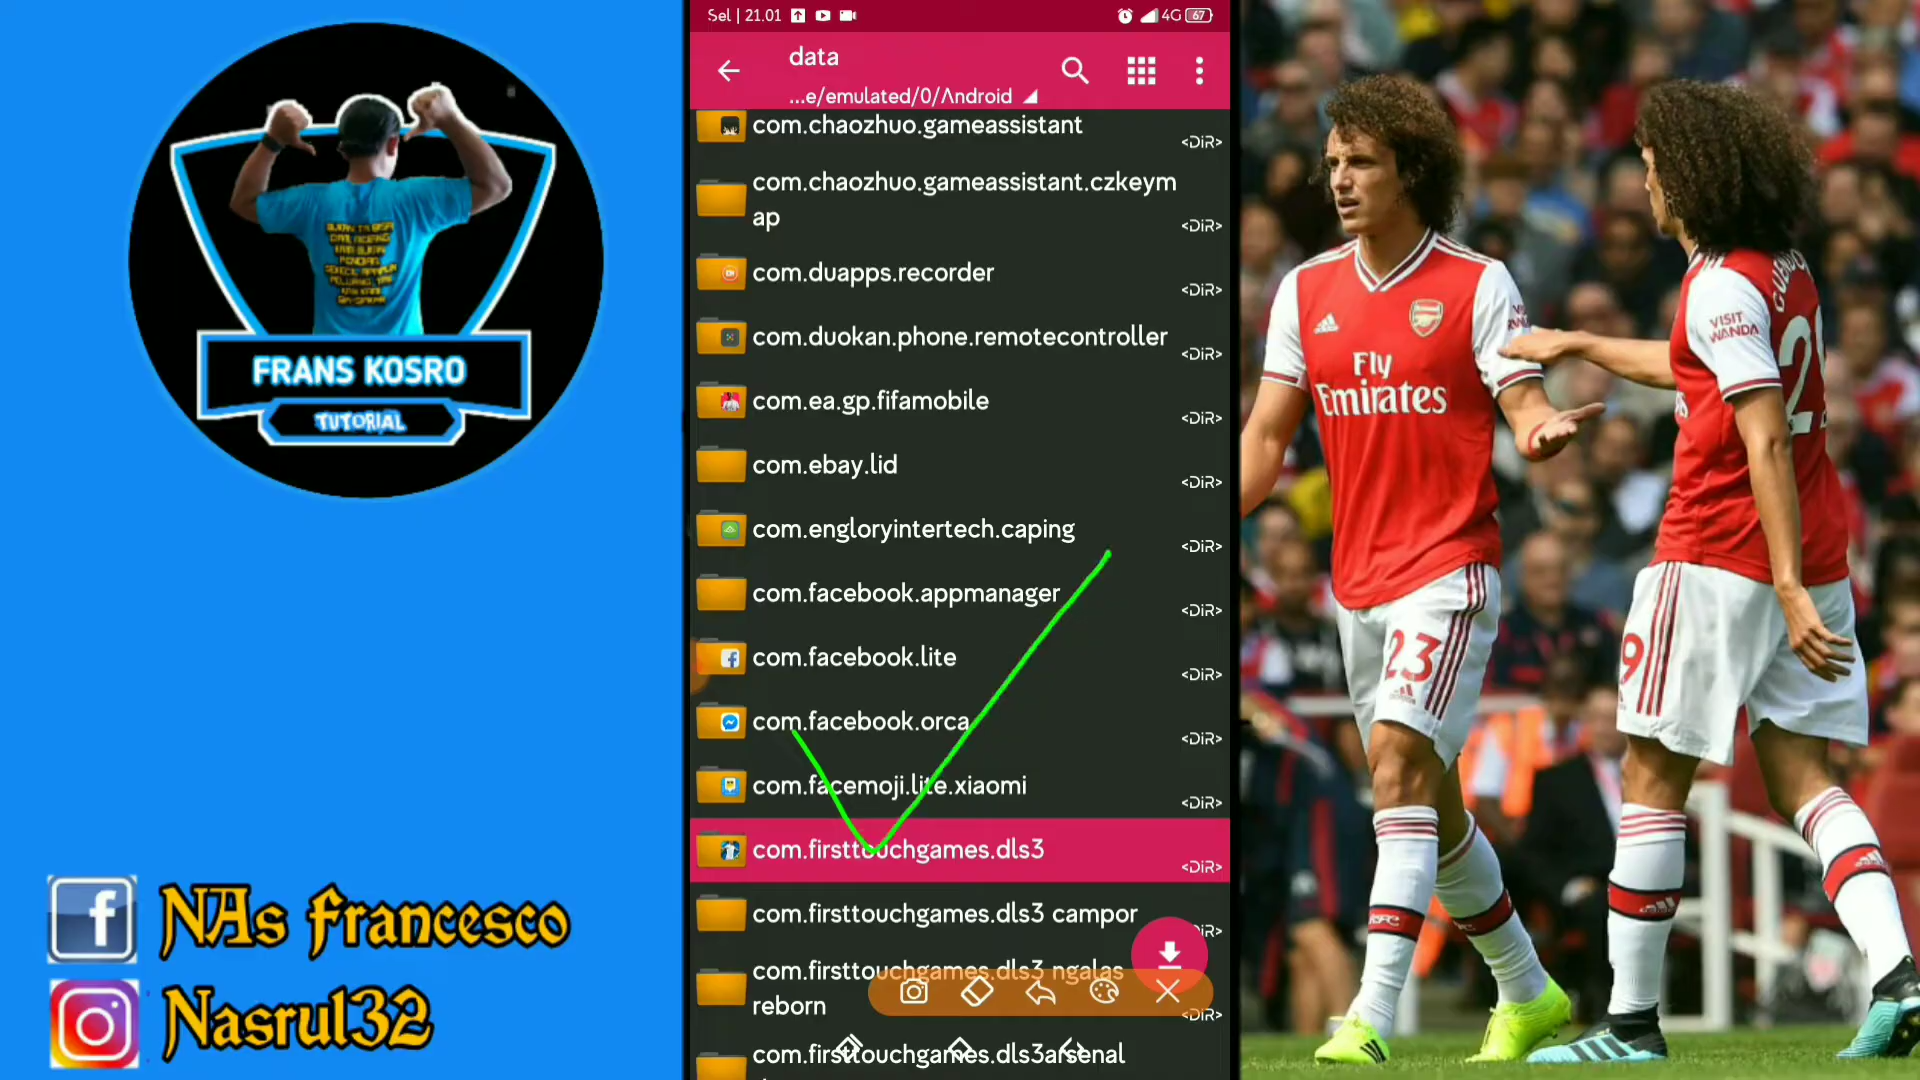 FRANS KOSRO
TUTORIAL
NAs Francesco
Nasrul32
Sel | 21.01
4G
67
data
...e/emulated/0/Android
com.chaozhuo.gameassistant
<DiR>
com.chaozhuo.gameassistant.czkeym
ap
<DiR>
com.duapps.recorder
<DiR>
com.duokan.phone.remotecontroller
<DiR>
com.ea.gp.fifamobile
<DiR>
com.ebay.lid
<DiR>
com.engloryintertech.caping
<DiR>
com.facebook.appmanager
<DiR>
com.facebook.lite
<DiR>
com.facebook.orca
<DiR>
com.facemoji.lite.xiaomi
<DiR>
com.firsttouchgames.dls3
<DiR>
com.firsttouchgames.dls3 campor
com.firsttouchgames.dls3 ngalas
reborn
<DiR>
com.firsttouchgames.dls3arsenal
Fly
Emirates
23
VISIT
WANDA